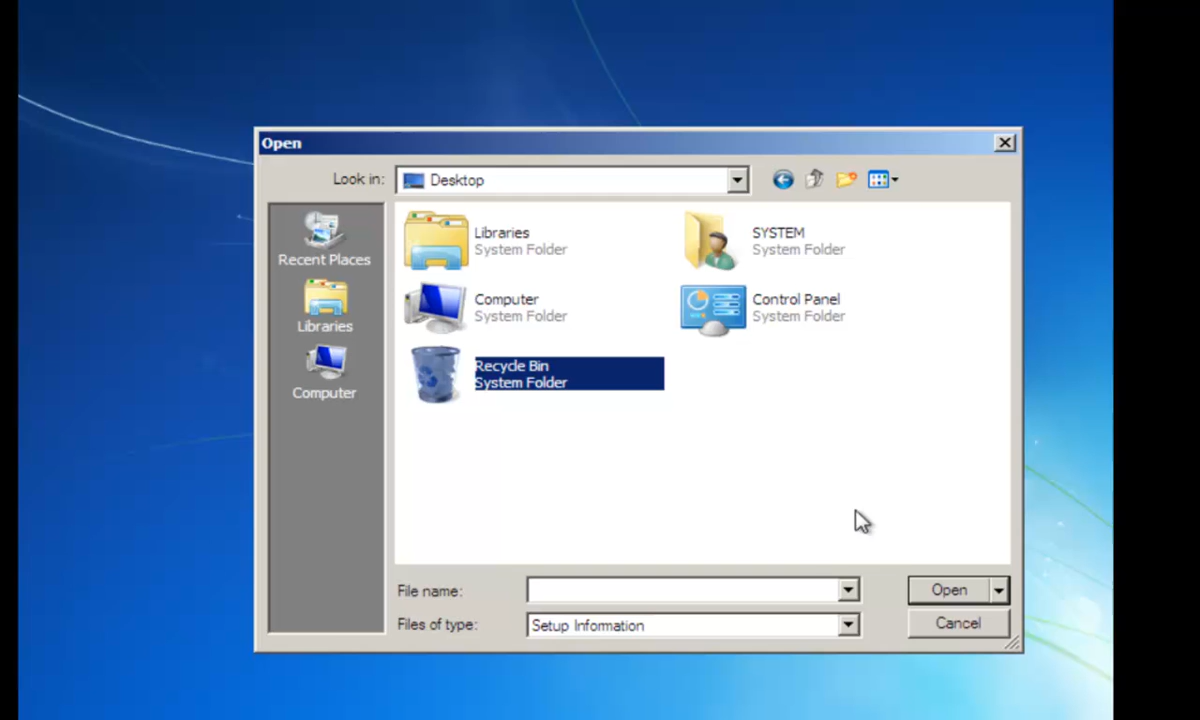 Open
Look in:
Desktop
Recent Places
Libraries
Computer
Libraries
System Folder
SYSTEM
System Folder
Computer
System Folder
Control Panel
System Folder
Recycle Bin
System Folder
File name:
Open
Files of type:
Setup Information
Cancel